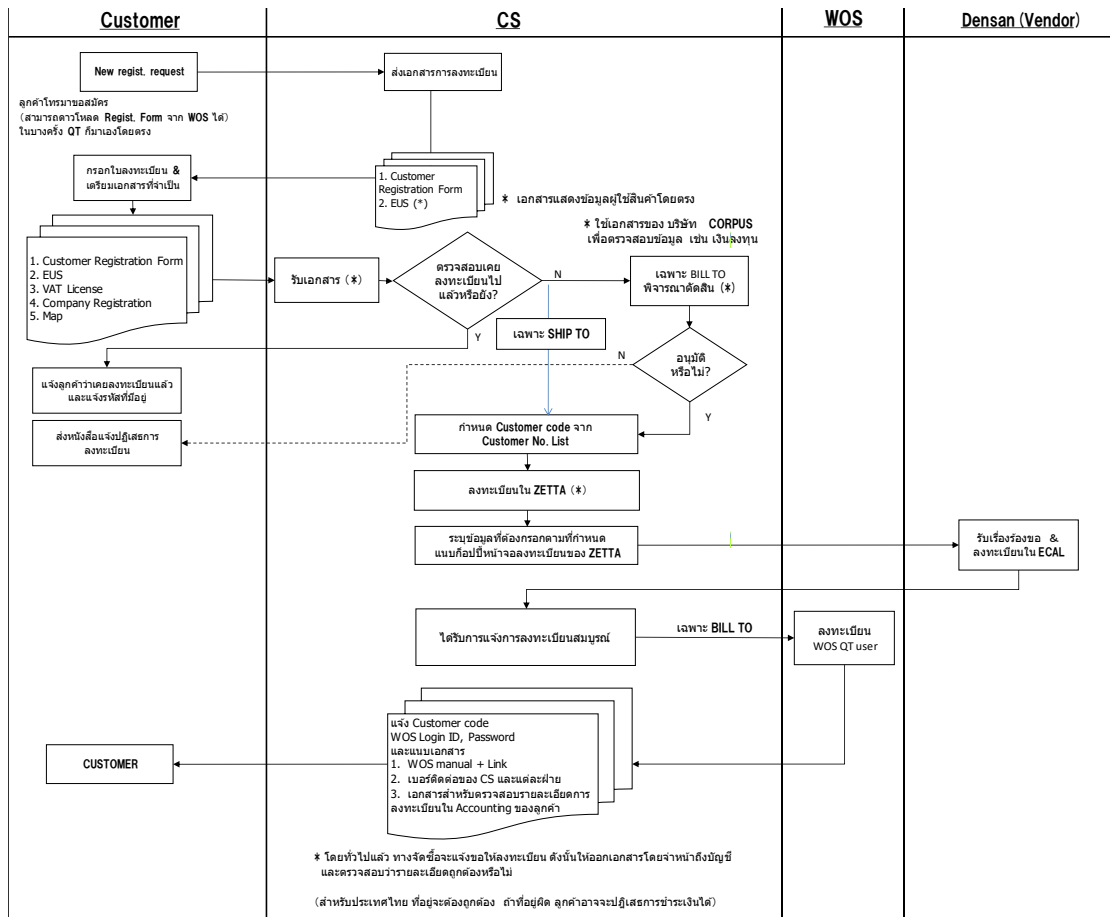 Customer
CS
WOS
Densan (Vendor)
New regist. request
ส่งเอกสารการลงทะเบียน
ลูกค้าโทรมาขอสมัคร
(สามารถดาวโหลด Regist. Form จาก WOS ได้)
ในบางครั้ง QT ก็มาเองโดยตรง
กรอกใบลงทะเบียน &
เตรียมเอกสารที่จำเป็น
1. Customer
Registration Form
2. EUS (*)
* เอกสารแสดงข้อมูลผู้ใช้สินค้าโดยตรง
* ใช้เอกสารของ บริษัท CORPUS
เพื่อตรวจสอบข้อมูล เช่น เงินลงทุน
1. Customer Registration Form
2. EUS
3. VAT License
4. Company Registration
5. Map
รับเอกสาร (*)
ตรวจสอบเคย
ลงทะเบียนไป
แล้วหรือยัง?
N
เฉพาะ BILL TO
พิจารณาตัดสิน (*)
Y
เฉพาะ SHIP TO
N
อนุมัติ
หรือไม่?
Y
แจ้งลูกค้าว่าเคยลงทะเบียนแล้ว
และแจ้งรหัสที่มีอยู่
ส่งหนังสือแจ้งปฏิเสธการ
ลงทะเบียน
กำหนด Customer code จาก
Customer No. List
ลงทะเบียนใน ZETTA (*)
ระบุข้อมูลที่ต้องกรอกตามที่กำหนด
แนบก็อปปี้หน้าจอลงทะเบียนของ ZETTA
รับเรื่องร้องขอ &
ลงทะเบียนใน ECAL
ได้รับการแจ้งการลงทะเบียนสมบูรณ์
เฉพาะ BILL TO
ลงทะเบียน
WOS QT user
แจ้ง Customer code
WOS Login ID, Password
และแนบเอกสาร
1. WOS manual + Link
2. เบอร์ติดต่อของ CS และแต่ละฝ่าย
3. เอกสารสำหรับตรวจสอบรายละเอียดการ
ลงทะเบียนใน Accounting ของลูกค้า
CUSTOMER
* โดยทั่วไปแล้ว ทางจัดซื้อจะแจ้งขอให้ลงทะเบียน ดังนั้นให้ออกเอกสารโดยจ่าหน้าถึงบัญชี
และตรวจสอบว่ารายละเอียดถูกต้องหรือไม่
(สำหรับประเทศไทย ที่อยู่จะต้องถูกต้อง ถ้าที่อยู่ผิด ลูกค้าอาจจะปฏิเสธการชำระเงินได้)